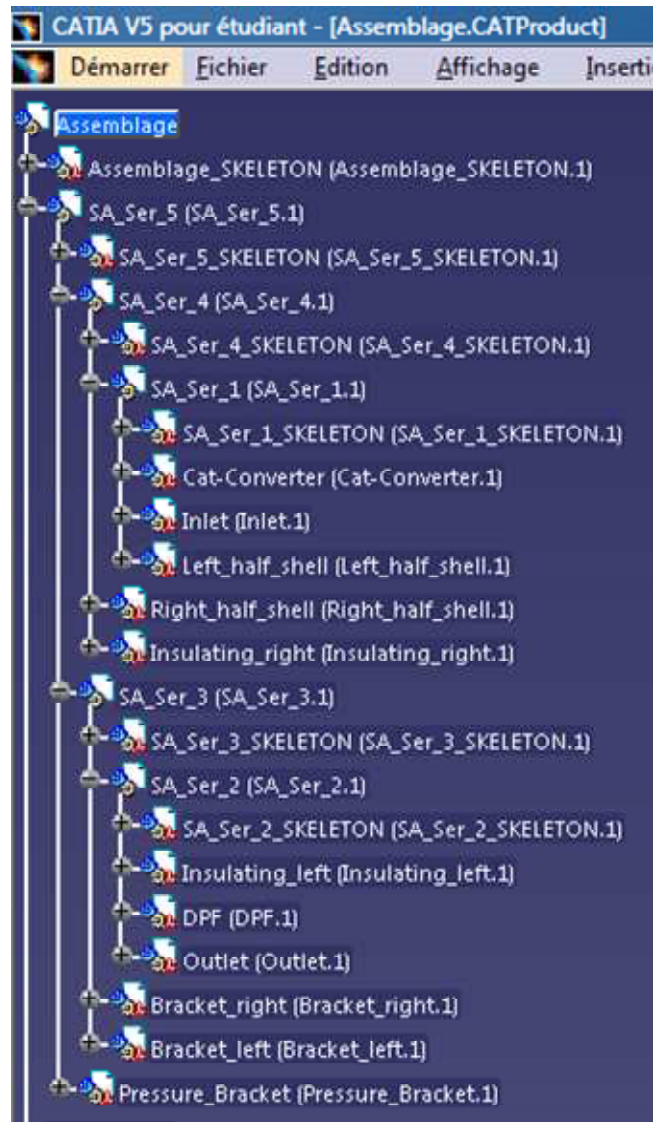 CATIA V5 pour étudiant - [Assemblage.CATProduct]
Démarrer Fichier Edition Affichage Inserti
Assemblage
Assemblage_SKELETON (Assemblage_SKELETON.1)
SA_Ser_5 (SA_Ser_5.1)
SA_Ser_5_SKELETON (SA_Ser_5_SKELETON.1)
SA_Ser_4 (SA_Ser_4.1)
SA_Ser_4_SKELETON (SA_Ser_4_SKELETON.1)
SA_Ser_1 (SA_Ser_1.1)
SA_Ser_1_SKELETON (SA_Ser_1_SKELETON.1)
Cat-Converter (Cat-Converter.1)
Inlet (Inlet.1)
Left_half_shell (Left_half_shell.1)
Right_half_shell (Right_half_shell.1)
Insulating_right (Insulating_right.1)
SA_Ser_3 (SA_Ser_3.1)
SA_Ser_3_SKELETON (SA_Ser_3_SKELETON.1)
SA_Ser_2 (SA_Ser_2.1)
SA_Ser_2_SKELETON (SA_Ser_2_SKELETON.1)
Insulating_left (Insulating_left.1)
DPF (DPF.1)
Outlet (Outlet.1)
Bracket_right (Bracket_right.1)
Bracket_left (Bracket_left.1)
Pressure_Bracket (Pressure_Bracket.1)